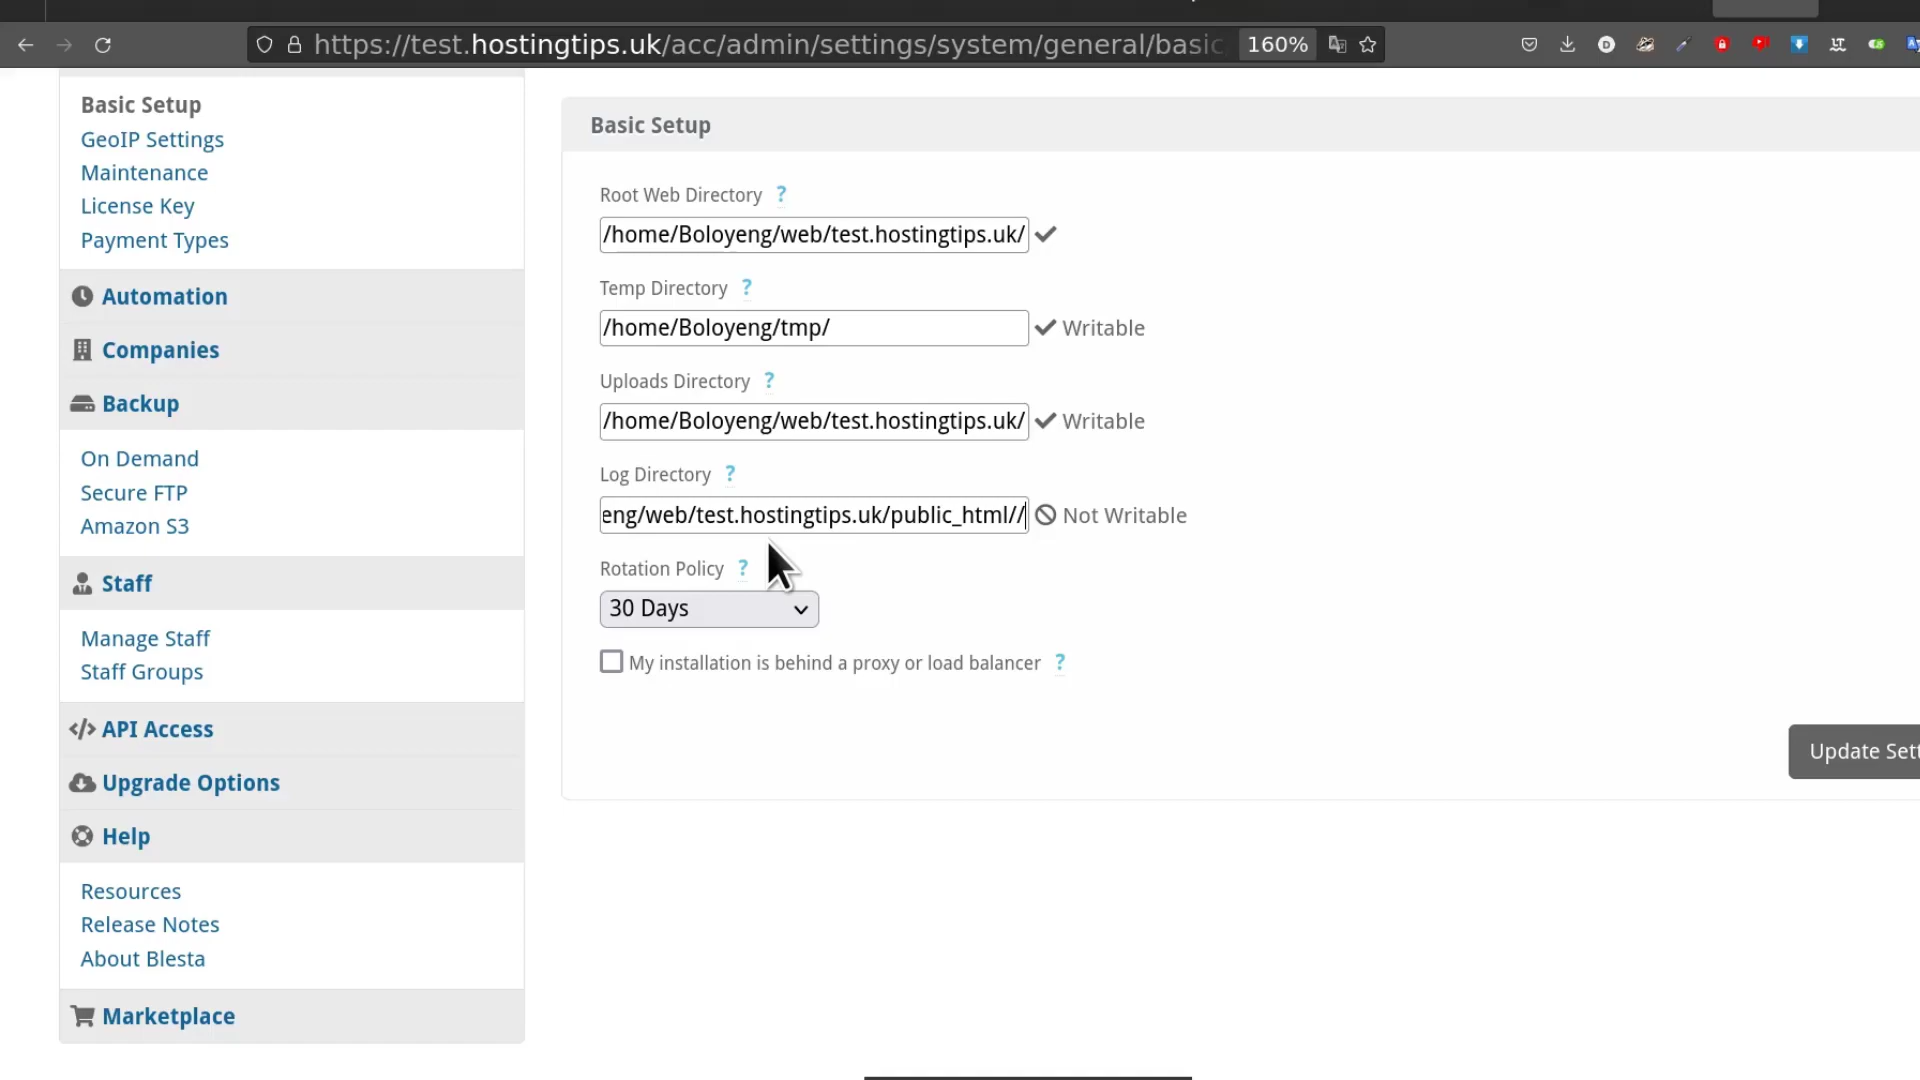 https://test.hostingtips.uk/acc/admin/settings/system/general/basic
160%
Basic Setup
GeoIP Settings
Maintenance
License Key
Payment Types
Automation
Companies
Backup
On Demand
Secure FTP
Amazon S3
Staff
Manage Staff
Staff Groups
API Access
Upgrade Options
Help
Resources
Release Notes
About Blesta
Marketplace
Basic Setup
Root Web Directory ?
/home/Boloyeng/web/test.hostingtips.uk/
Temp Directory ?
/home/Boloyeng/tmp/
Writable
Uploads Directory ?
/home/Boloyeng/web/test.hostingtips.uk/
Writable
Log Directory ?
eng/web/test.hostingtips.uk/public_html//
Not Writable
Rotation Policy ?
30 Days
My installation is behind a proxy or load balancer ?
Update Sett